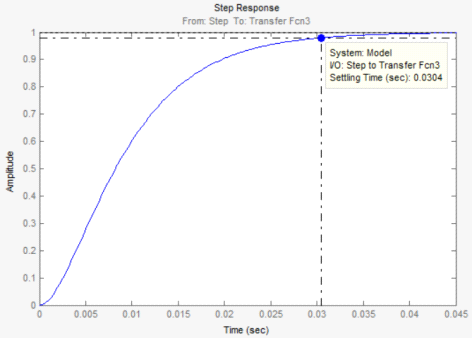 Step Response
From: Step To: Transfer Fcn3
System: Model
I/O: Step to Transfer Fcn3
Settling Time (sec): 0.0304
Amplitude
1
0.9
0.8
0.7
0.6
0.5
0.4
0.3
0.2
0.1
0
0 0.005 0.01 0.015 0.02 0.025 0.03 0.035 0.04 0.045
Time (sec)